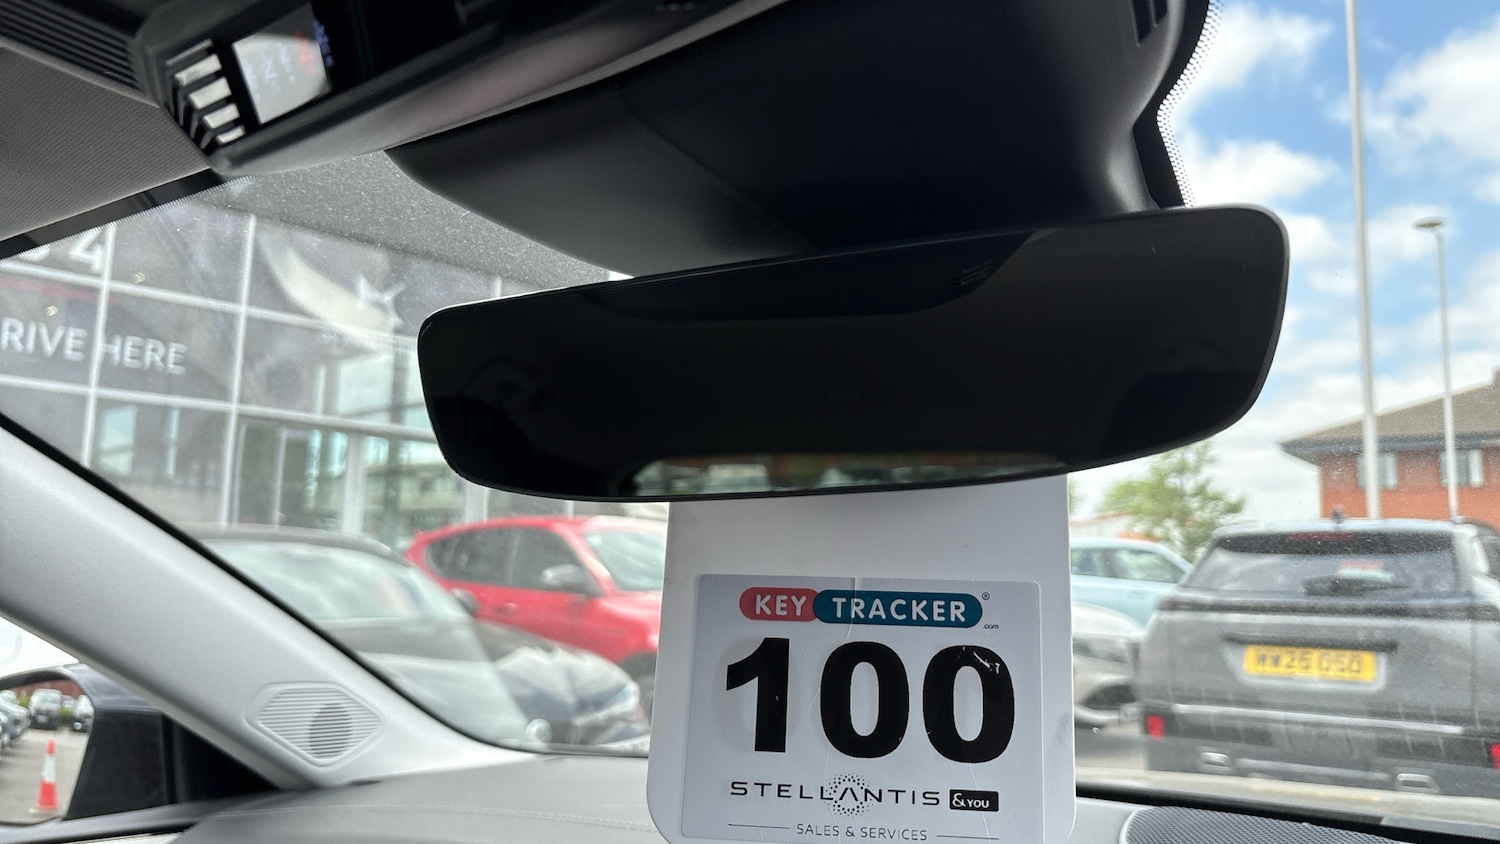 RIVE HERE
KEY TRACKER®
.com
100
STELLANTIS &YOU
SALES & SERVICES